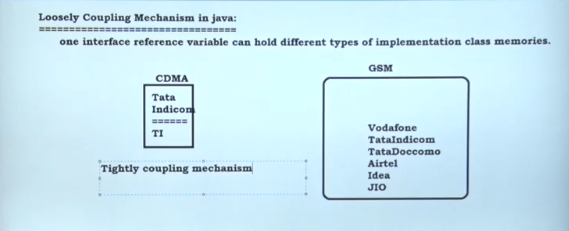 Loosely Coupling Mechanism in java:
=================================
one interface reference variable can hold different types of implementation class memories.
CDMA
Tata
Indicom
======
TI
Tightly coupling mechanism
GSM
Vodafone
TataIndicom
TataDoccomo
Airtel
Idea
JIO